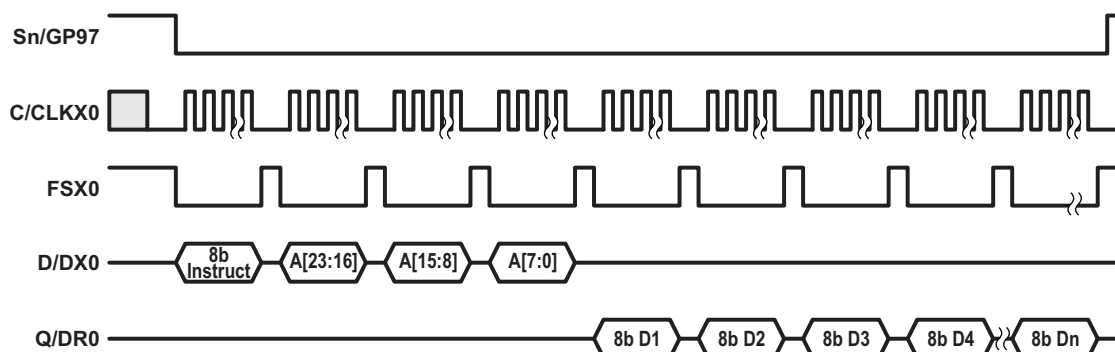 Sn/GP97
C/CLKX0
FSX0
D/DX0
8b
Instruct
A[23:16]
A[15:8]
A[7:0]
Q/DR0
8b D1
8b D2
8b D3
8b D4
8b Dn